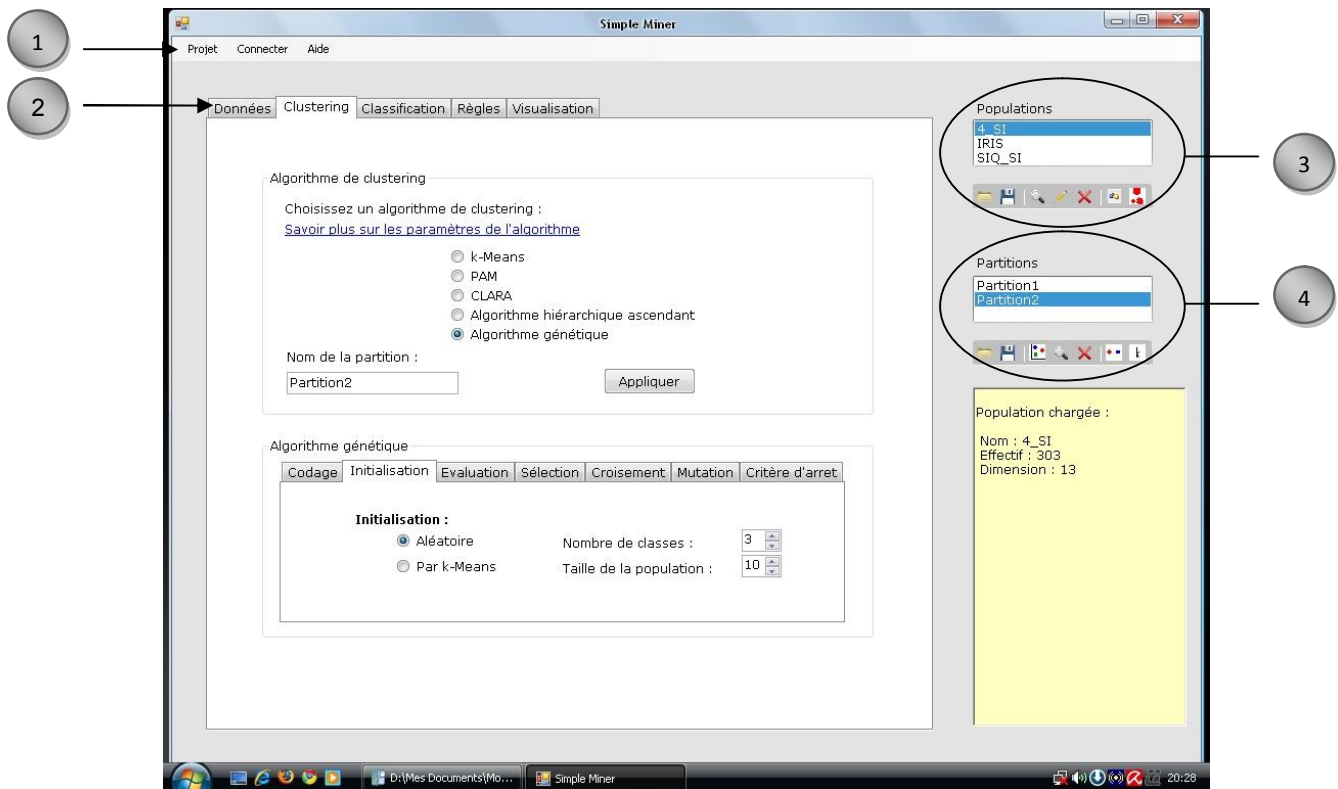 Simple Miner
1
Projet Connecter Aide
2
Données Clustering Classification Règles Visualisation
Populations
4_SI
IRIS
SIQ_SI
3
Algorithme de clustering
Choisissez un algorithme de clustering :
Savoir plus sur les paramètres de l'algorithme
k-Means
PAM
CLARA
Algorithme hiérarchique ascendant
Algorithme génétique
Nom de la partition :
Partition2
Appliquer
Partitions
Partition1
Partition2
4
k
Population chargée :
Nom : 4_SI
Effectif : 303
Dimension : 13
Algorithme génétique
Codage Initialisation Evaluation Sélection Croisement Mutation Critère d'arret
Initialisation :
Aléatoire
Par k-Means
Nombre de classes : 3
Taille de la population : 10
D:\Mes Documents\Mo... Simple Miner 20:28